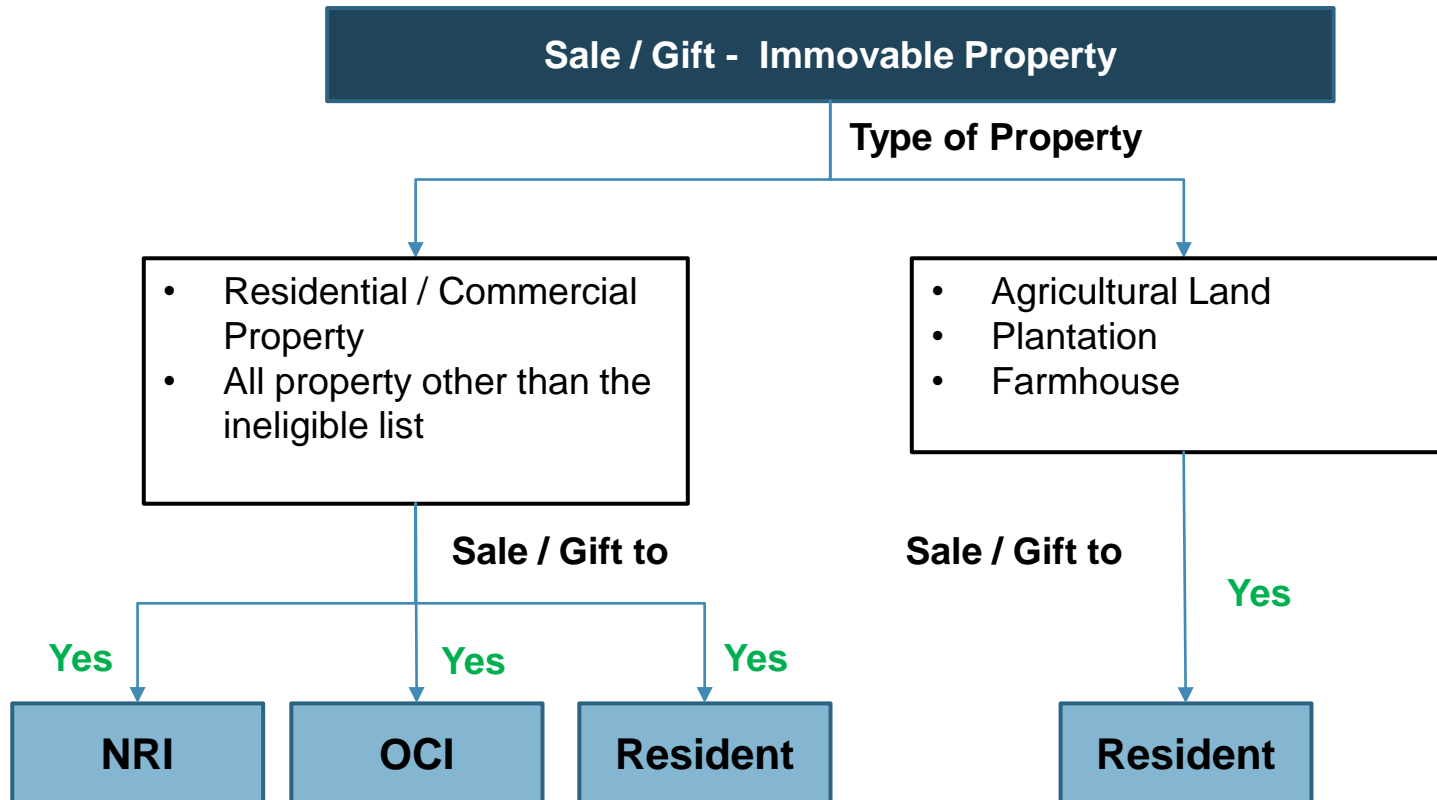 Sale / Gift -  Immovable Property
Type of Property
• Residential / Commercial
Property
• All property other than the
ineligible list
• Agricultural Land
• Plantation
• Farmhouse
Sale / Gift to
Sale / Gift to
Yes
Yes
Yes
Yes
NRI
OCI
Resident
Resident